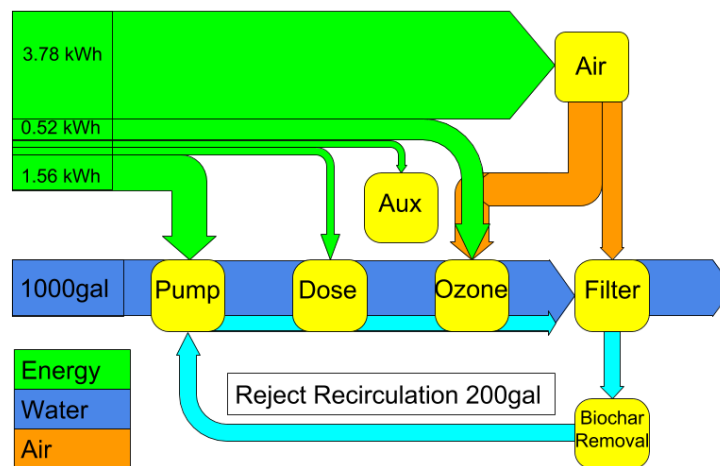 3.78 kWh
Air
0.52 kWh
1.56 kWh
Aux
1000gal
Pump
Dose
Ozone
Filter
Energy
Water
Air
Reject Recirculation 200gal
Biochar
Removal